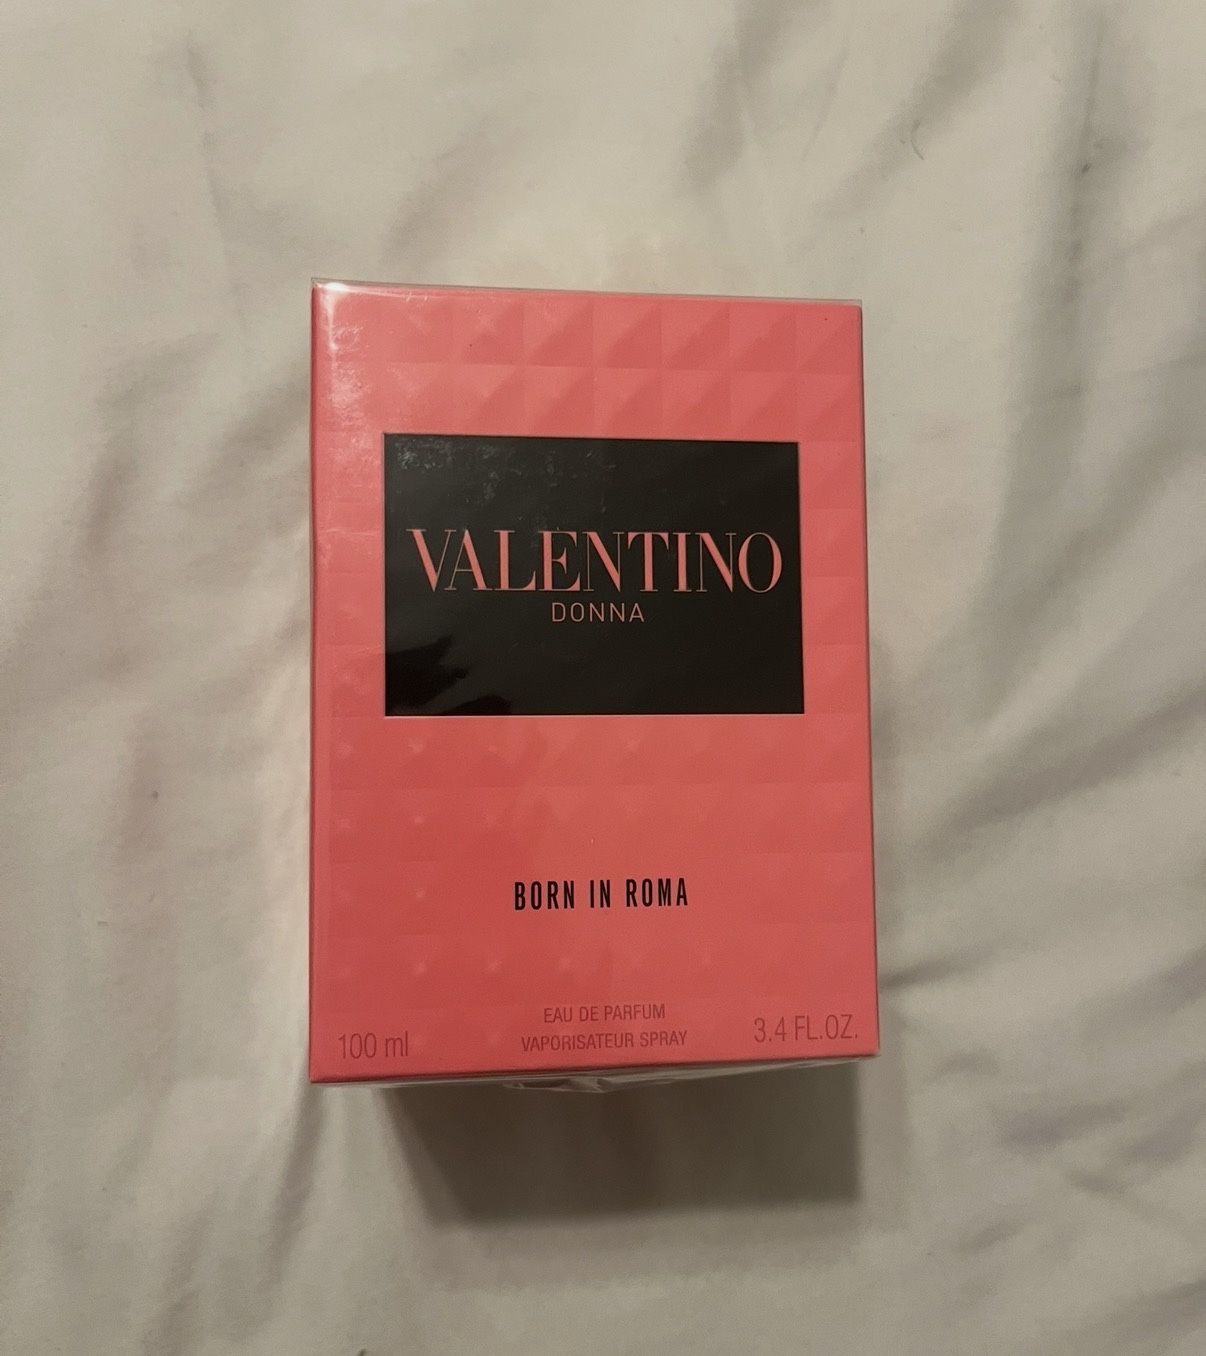 VALENTINO
DONNA
BORN IN ROMA
EAU DE PARFUM
VAPORISATEUR SPRAY
100 ml
3.4 FL.OZ.